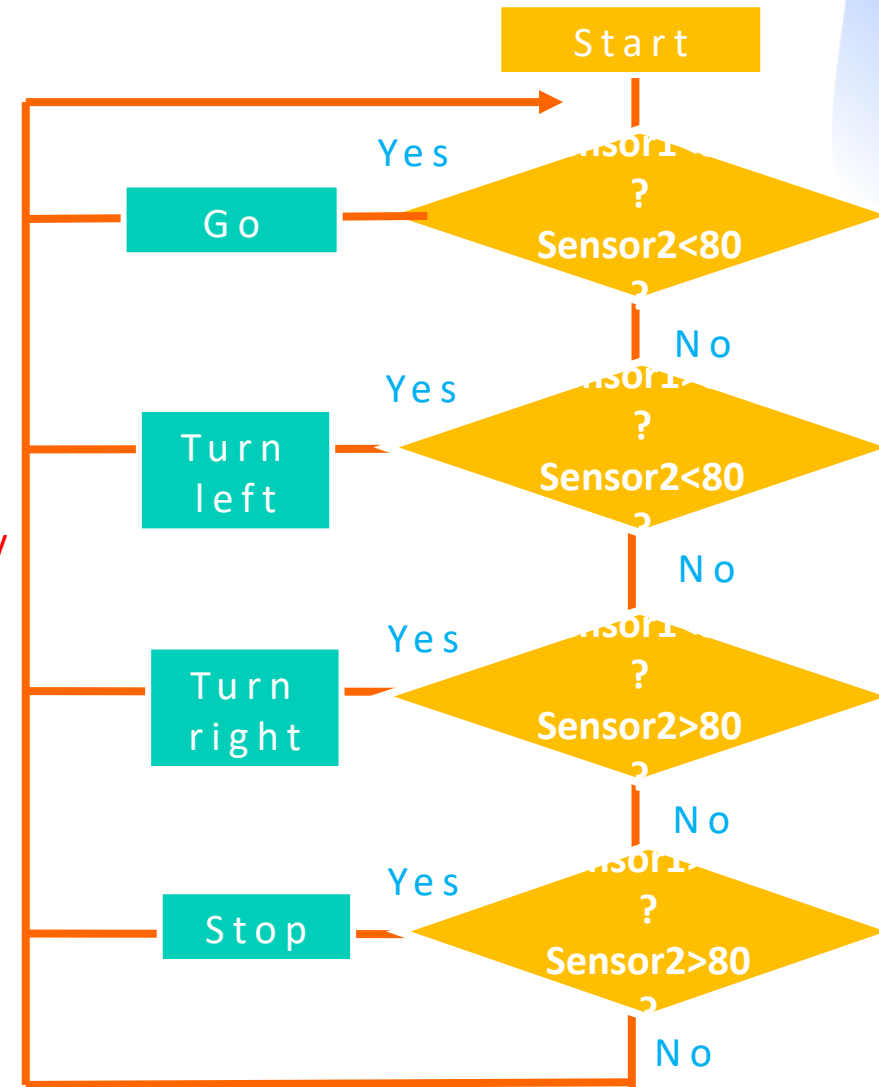 Start
Yes
?
Sensor2<80
?
Go
No
Yes
?
Sensor2<80
?
Turn
left
No
Yes
?
Sensor2>80
?
Turn
right
No
Yes
?
Sensor2>80
?
Stop
No